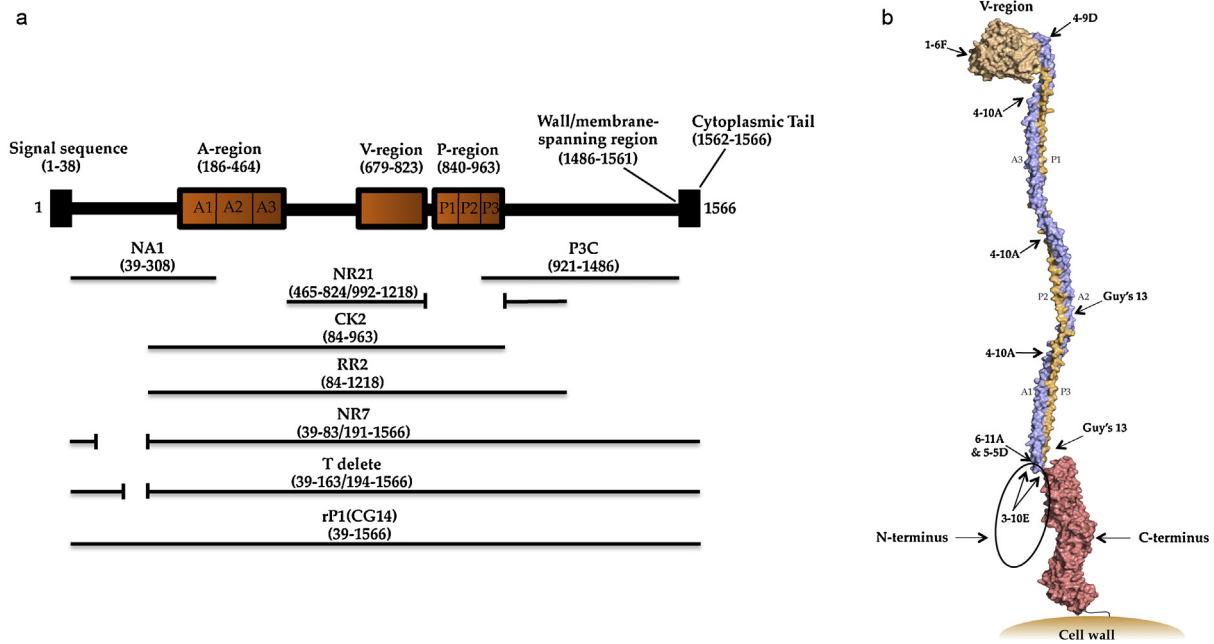 a
Signal sequence
(1-38)
A-region
(186-464)
V-region
(679-823)
P-region
(840-963)
Wall/membrane-
spanning region
(1486-1561)
Cytoplasmic Tail
(1562-1566)
1
A1
A2
A3
P1
P2
P3
1566
NA1
(39-308)
P3C
(921-1486)
NR21
(465-824/992-1218)
CK2
(84-963)
RR2
(84-1218)
NR7
(39-83/191-1566)
T delete
(39-163/194-1566)
rP1(CG14)
(39-1566)
b
V-region
4-9D
1-6F
4-10A
A3
P1
4-10A
P2
A2
Guy's 13
4-10A
A1
P3
Guy's 13
6-11A
& 5-5D
3-10E
N-terminus
C-terminus
Cell wall